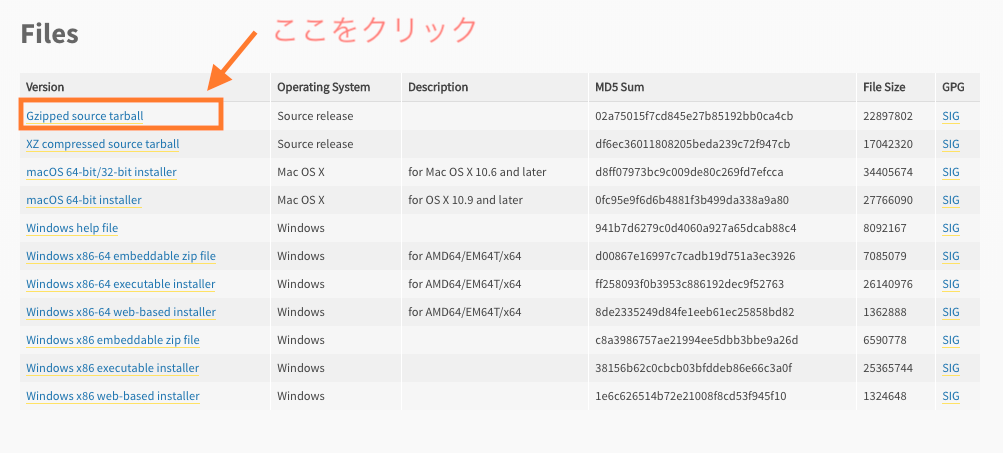 ここをクリック
Files
Version Operating System Description MD5 Sum File Size GPG
Gzipped source tarball Source release 02a75015f7cd845e27b85192bb0ca4cb 22897802 SIG
XZ compressed source tarball Source release df6ec36011808205beda239c72f947cb 17042320 SIG
macOS 64-bit/32-bit installer Mac OS X for Mac OS X 10.6 and later d8ff07973bc9c009de80c269fd7efcca 34405674 SIG
macOS 64-bit installer Mac OS X for OS X 10.9 and later 0fc95e9f6d6b4881f3b499da338a9a80 27766090 SIG
Windows help file Windows 941b7d6279c0d4060a927a65dcab88c4 8092167 SIG
Windows x86-64 embeddable zip file Windows for AMD64/EM64T/x64 d00867e16997c7cadb19d751a3ec3926 7085079 SIG
Windows x86-64 executable installer Windows for AMD64/EM64T/x64 ff258093f0b3953c886192dec9f52763 26140976 SIG
Windows x86-64 web-based installer Windows for AMD64/EM64T/x64 8de2335249d84fe1eeb61ec25858bd82 1362888 SIG
Windows x86 embeddable zip file Windows c8a3986757ae21994ee5dbb3bbe9a26d 6590778 SIG
Windows x86 executable installer Windows 38156b62c0cbcb03bfddeb86e66c3a0f 25365744 SIG
Windows x86 web-based installer Windows 1e6c626514b72e21008f8cd53f945f10 1324648 SIG